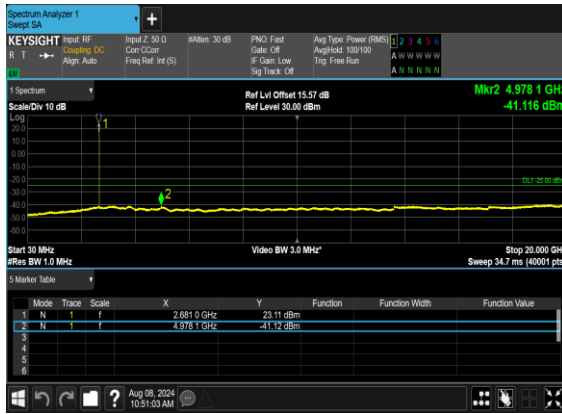 Spectrum Analyzer 1
Swept SA
+
KEYSIGHT Input: RF Input Z: 50 Ω #Atten: 30 dB PNO: Fast Avg Type: Power (RMS) 1 2 3 4 5 6
R T Coupling: DC Corr CCorr Gate: Off Avg|Hold: 100/100 A W W W W W
Align: Auto Freq Ref: Int (S) IF Gain: Low Trig: Free Run
Sig Track: Off A N N N N N
1 Spectrum Ref Lvl Offset 15.57 dB Mkr2 4.978 1 GHz
Scale/Div 10 dB Ref Level 30.00 dBm -41.116 dBm
Log
20.0
10.0
0.00
-10.0
-20.0
-30.0
-40.0
-50.0
-60.0
1
2
DL1 -25.00 dBm
Start 30 MHz Video BW 3.0 MHz* Stop 20.000 GHz
#Res BW 1.0 MHz Sweep 34.7 ms (40001 pts)
5 Marker Table
Mode Trace Scale X Y Function Function Width Function Value
1 N 1 f 2.681 0 GHz 23.11 dBm
2 N 1 f 4.978 1 GHz -41.12 dBm
3
4
5
6
? Aug 08, 2024
10:51:03 AM